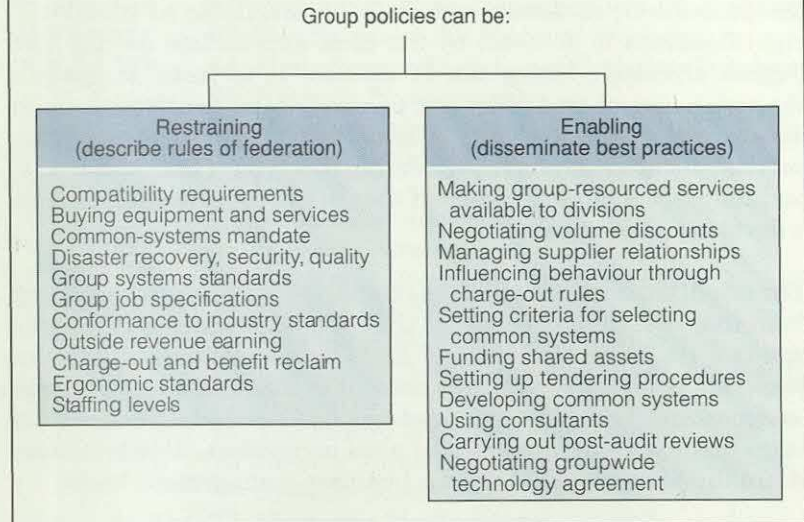 Group policies can be:
Restraining
(describe rules of federation)
Compatibility requirements
Buying equipment and services
Common-systems mandate
Disaster recovery, security, quality
Group systems standards
Group job specifications
Conformance to industry standards
Outside revenue earning
Charge-out and benefit reclaim
Ergonomic standards
Staffing levels
Enabling
(disseminate best practices)
Making group-resourced services
available to divisions
Negotiating volume discounts
Managing supplier relationships
Influencing behaviour through
charge-out rules
Setting criteria for selecting
common systems
Funding shared assets
Setting up tendering procedures
Developing common systems
Using consultants
Carrying out post-audit reviews
Negotiating groupwide
technology agreement